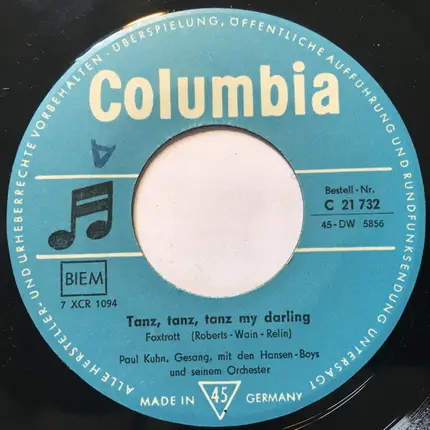 ALLE HERSTELLER- UND URHEBERRECHTE VORBEHALTEN · ÜBERSPIELUNG, ÖFFENTLICHE AUFFÜHRUNG UND RUNDFUNKSENDUNG UNTERSAGT
Columbia
Bestell-Nr.
C 21 732
45-DW 5856
BIEM
7 XCR 1094
Tanz, tanz, tanz my darling
Foxtrott (Roberts-Wain-Relin)
Paul Kuhn, Gesang, mit den Hansen-Boys
und seinem Orchester
MADE IN 45 GERMANY